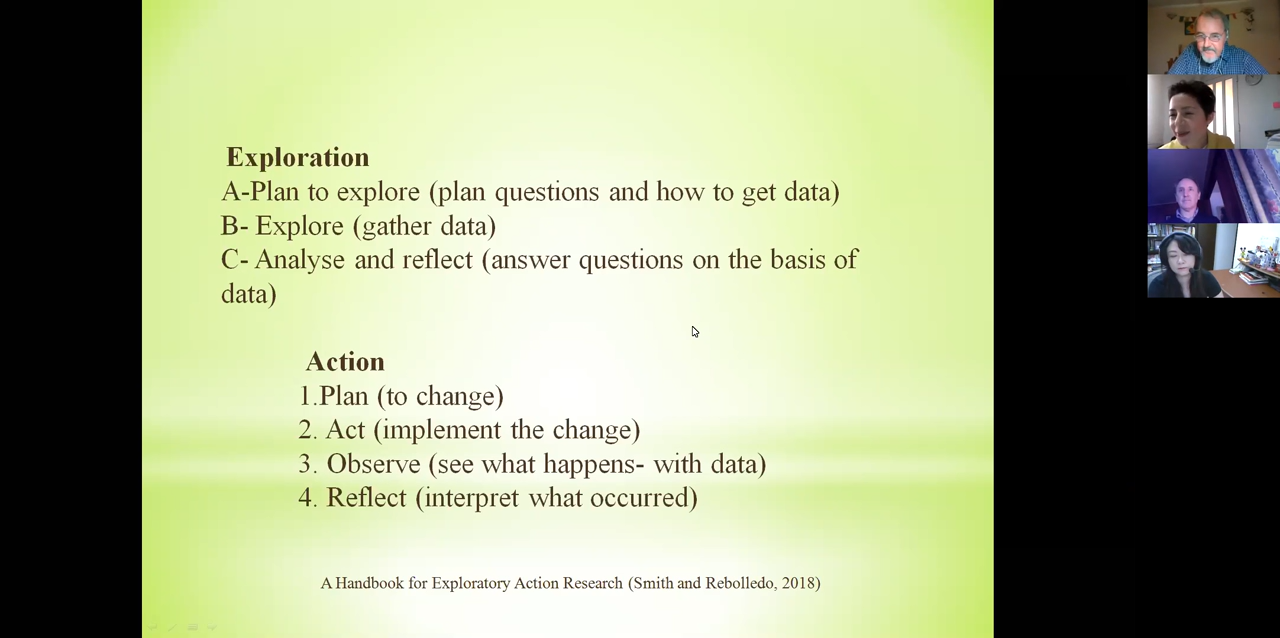 Exploration
A-Plan to explore (plan questions and how to get data)
B- Explore (gather data)
C- Analyse and reflect (answer questions on the basis of
data)
Action
1.Plan (to change)
2. Act (implement the change)
3. Observe (see what happens- with data)
4. Reflect (interpret what occurred)
A Handbook for Exploratory Action Research (Smith and Rebolledo, 2018)